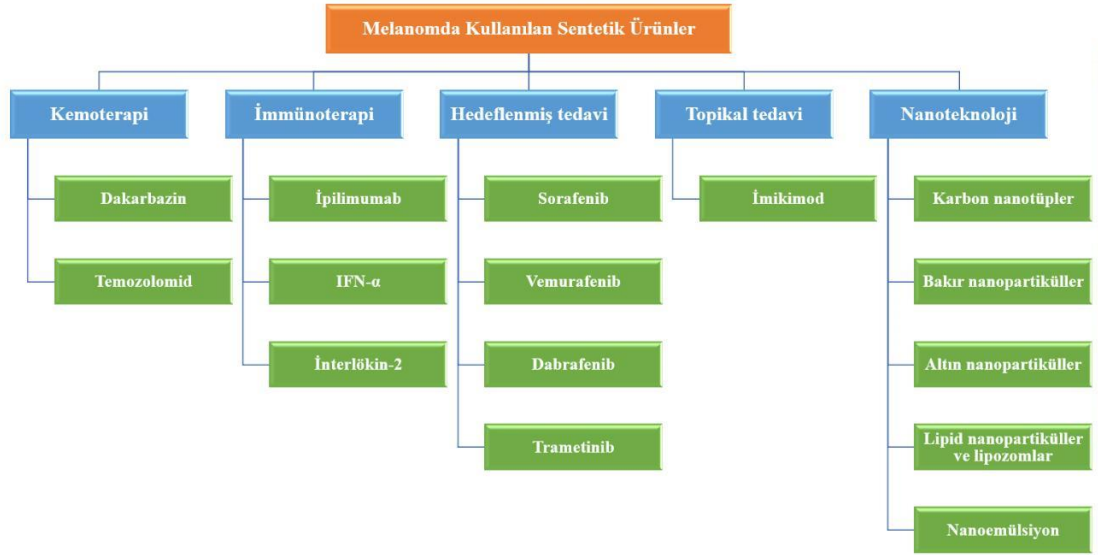 Melanomda Kullanılan Sentetik Ürünler
Kemoterapi
Dakarbazin
Temozolomid
İmmünoterapi
İpilimumab
IFN-α
İnterlökin-2
Hedeflenmiş tedavi
Sorafenib
Vemurafenib
Dabrafenib
Trametinib
Topikal tedavi
İmikimod
Nanoteknoloji
Karbon nanotüpler
Bakır nanopartiküller
Altın nanopartiküller
Lipid nanopartiküller
ve lipozomlar
Nanoemülsiyon